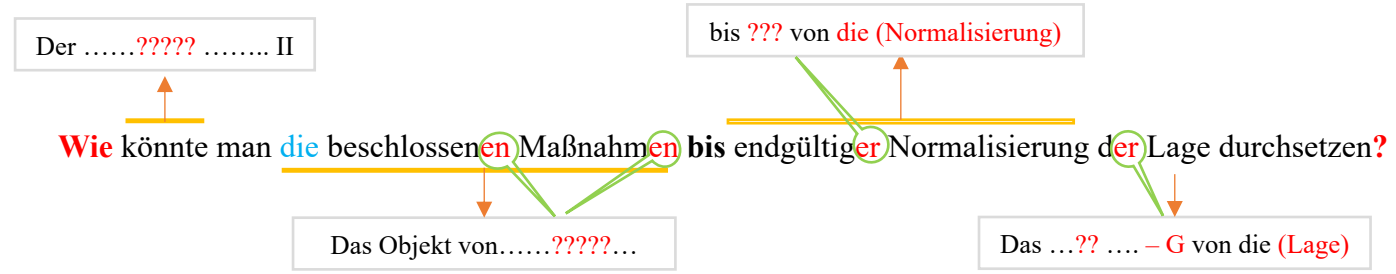 Der ……????? …….. II
bis ??? von die (Normalisierung)
Wie könnte man die beschlossenen Maßnahmen bis endgültiger Normalisierung der Lage durchsetzen?
Das Objekt von……?????…
Das …?? …. – G von die (Lage)